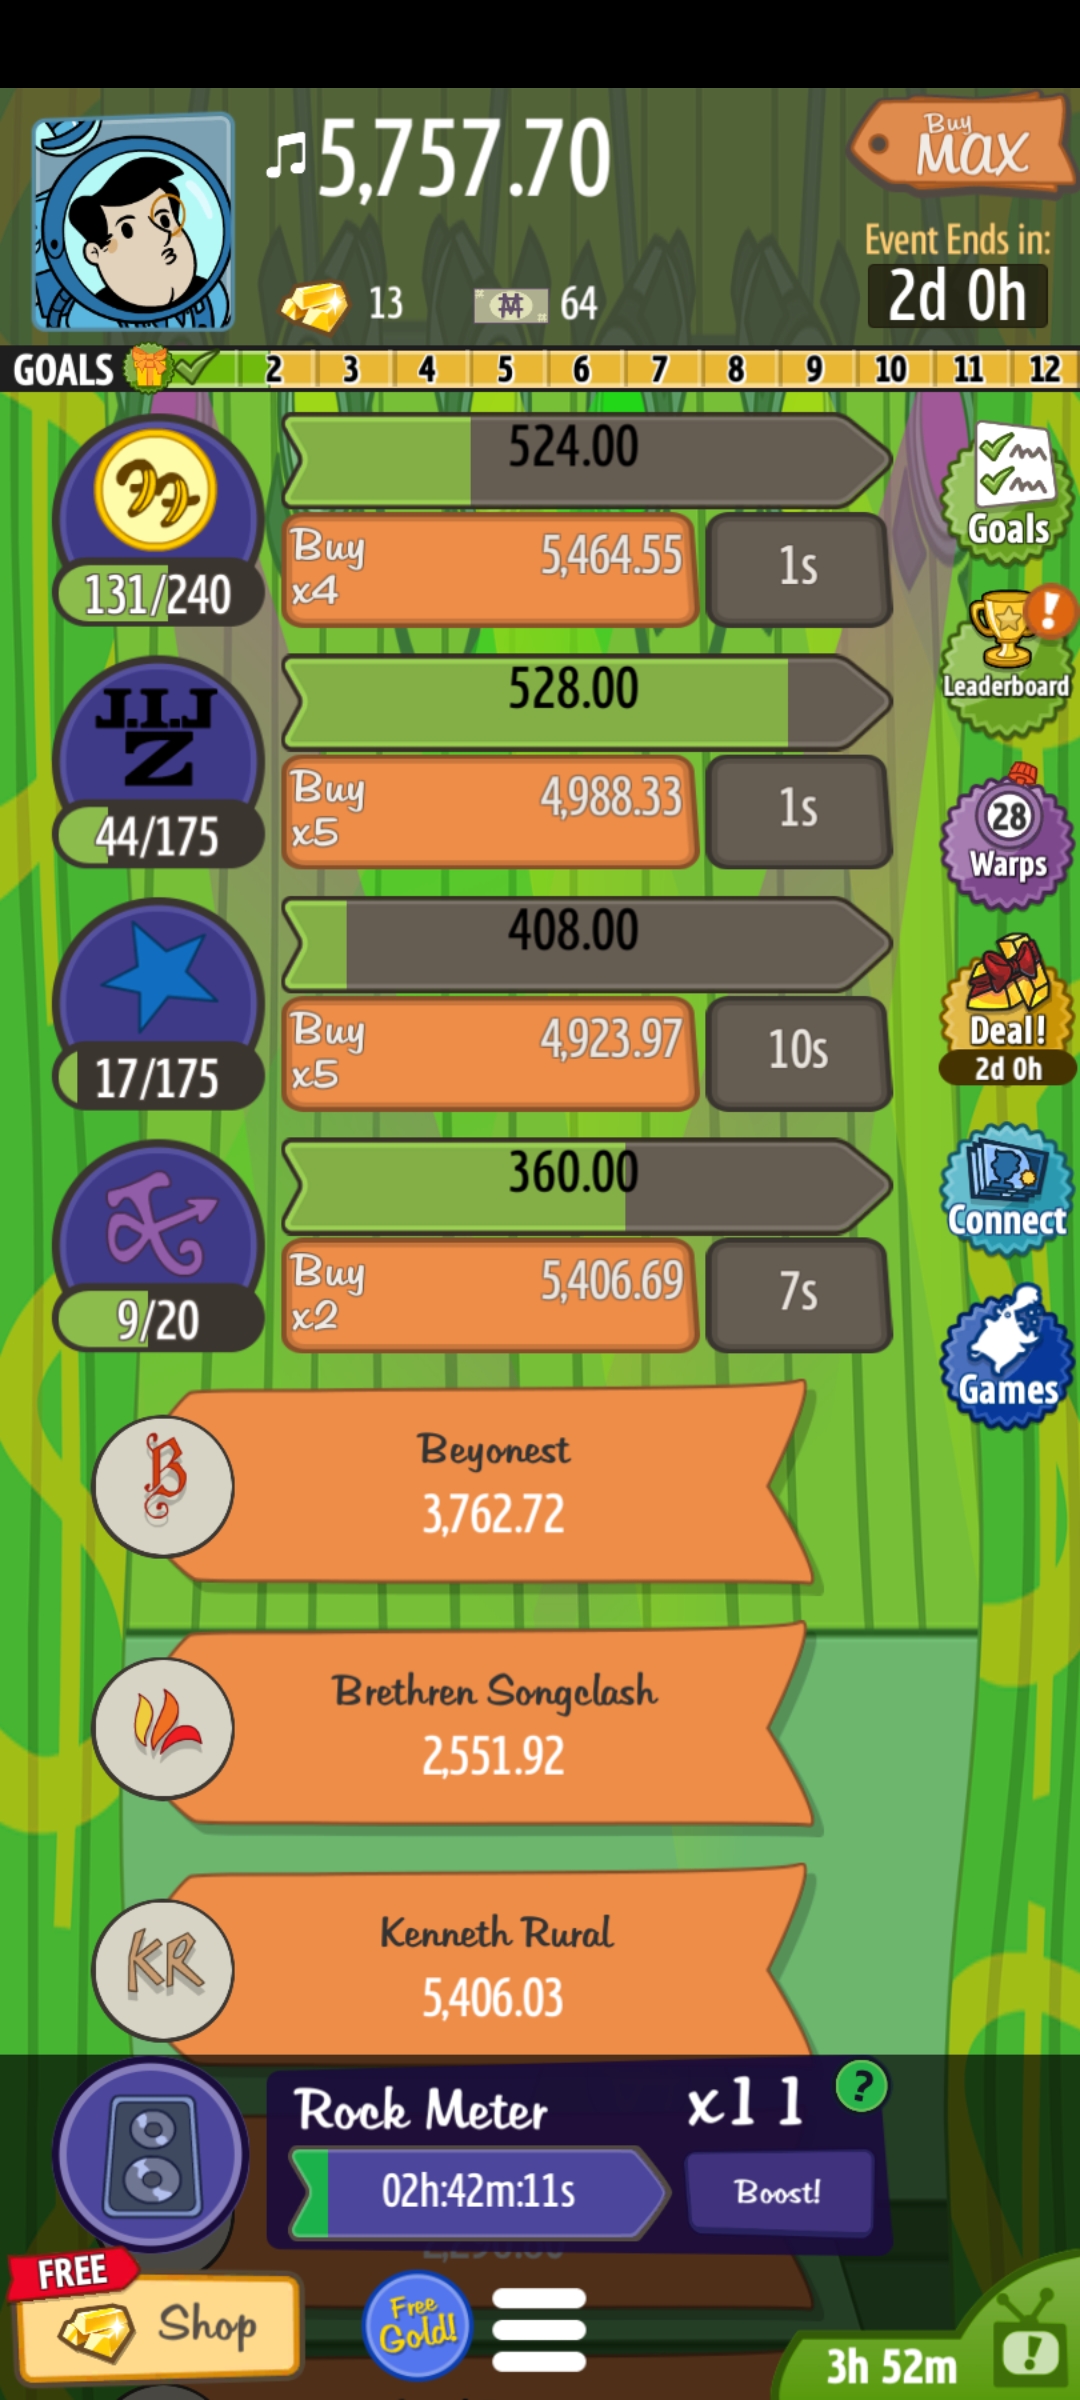 5,757.70
Buy
MAX
Event Ends in:
13
64
2d 0h
GOALS 2 3 4 5 6 7 8 9 10 11 12
524.00
Buy
x4
5,464.55
1s
131/240
Goals
J.I.J
Z
528.00
Buy
x5
4,988.33
1s
44/175
!
Leaderboard
408.00
Buy
x5
4,923.97
10s
17/175
28
Warps
Deal!
2d 0h
360.00
Buy
x2
5,406.69
7s
9/20
Connect
Games
B
Beyonest
3,762.72
Brethren Songclash
2,551.92
KR
Kenneth Rural
5,406.03
Rock Meter
x1 1
?
02h:42m:11s
Boost!
FREE
Shop
Free
Gold!
3h 52m
!